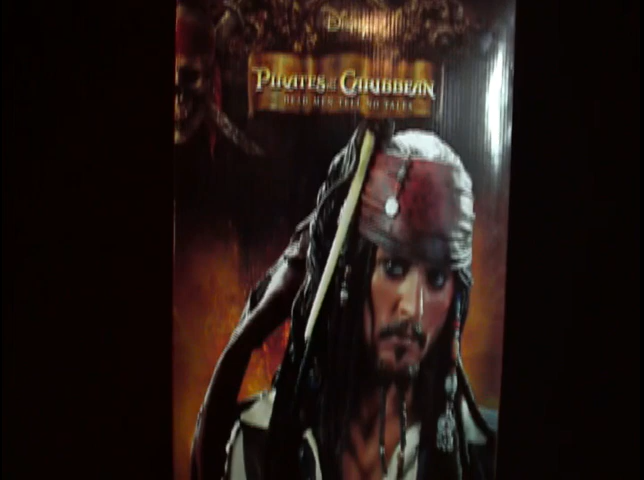 Disney
PIRATES of the CARIBBEAN
DEAD MEN TELL NO TALES